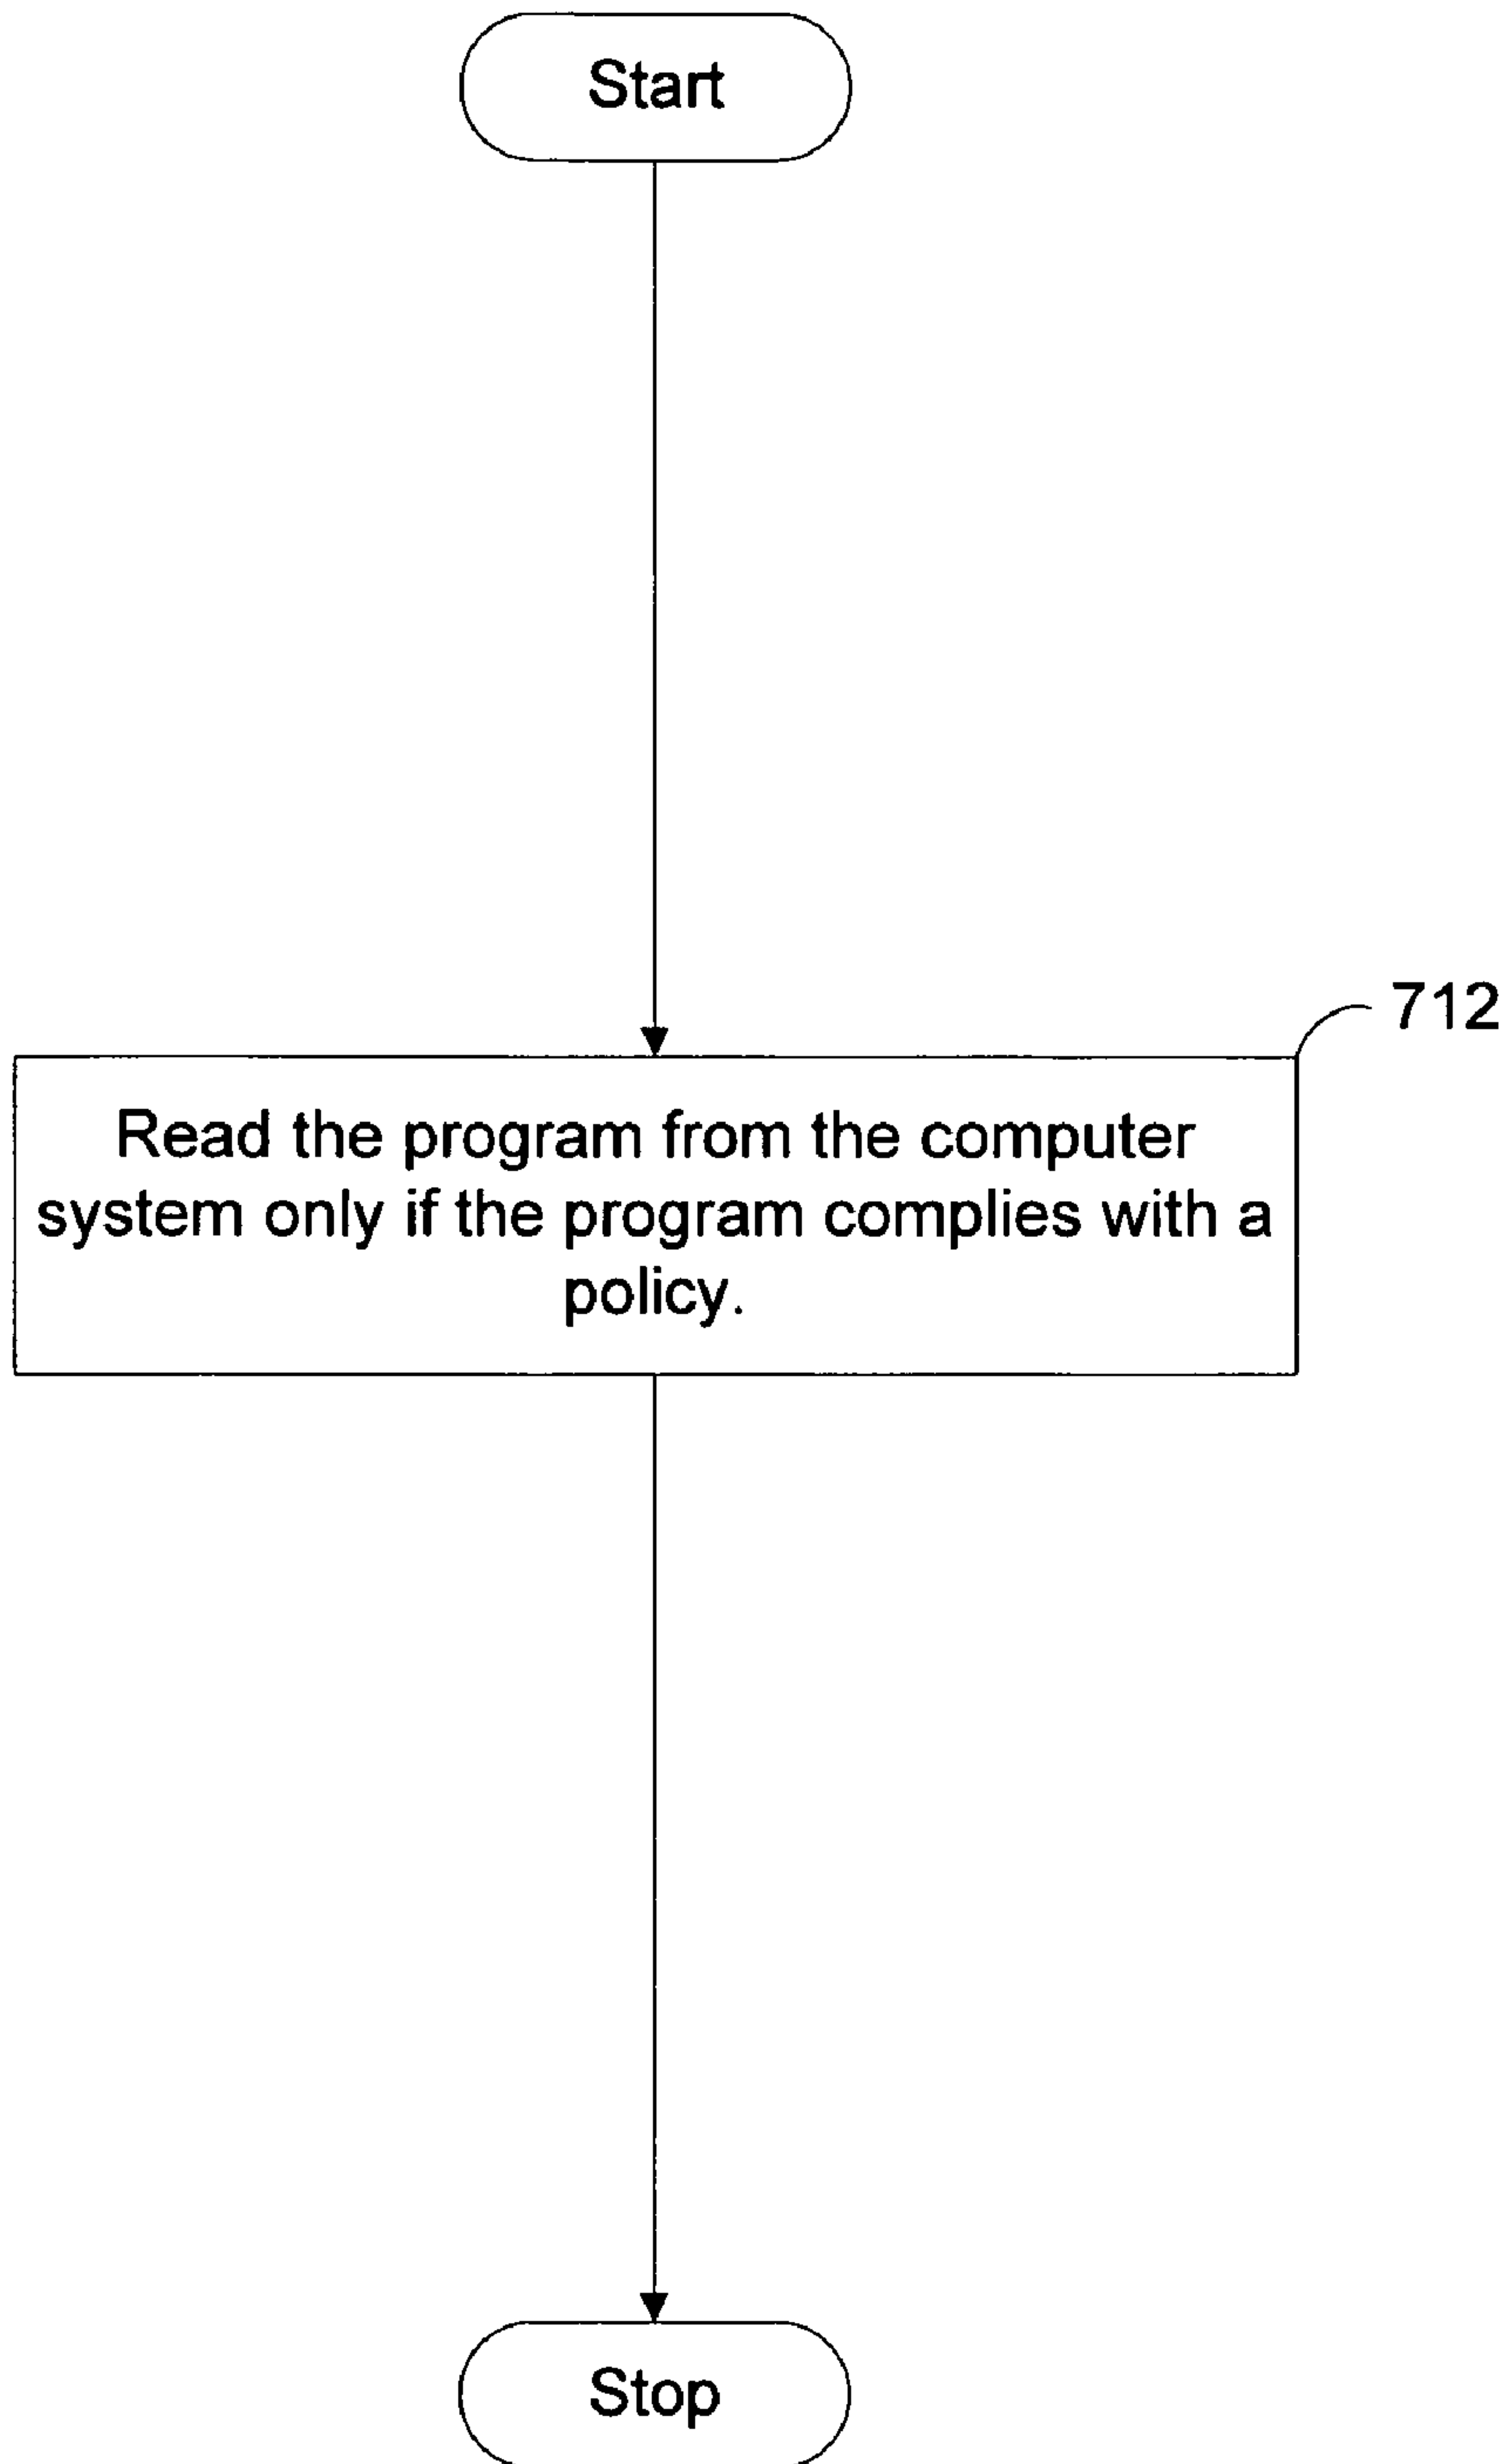 Start
712
Read the program from the computer
system only if the program complies with a
policy.
Stop